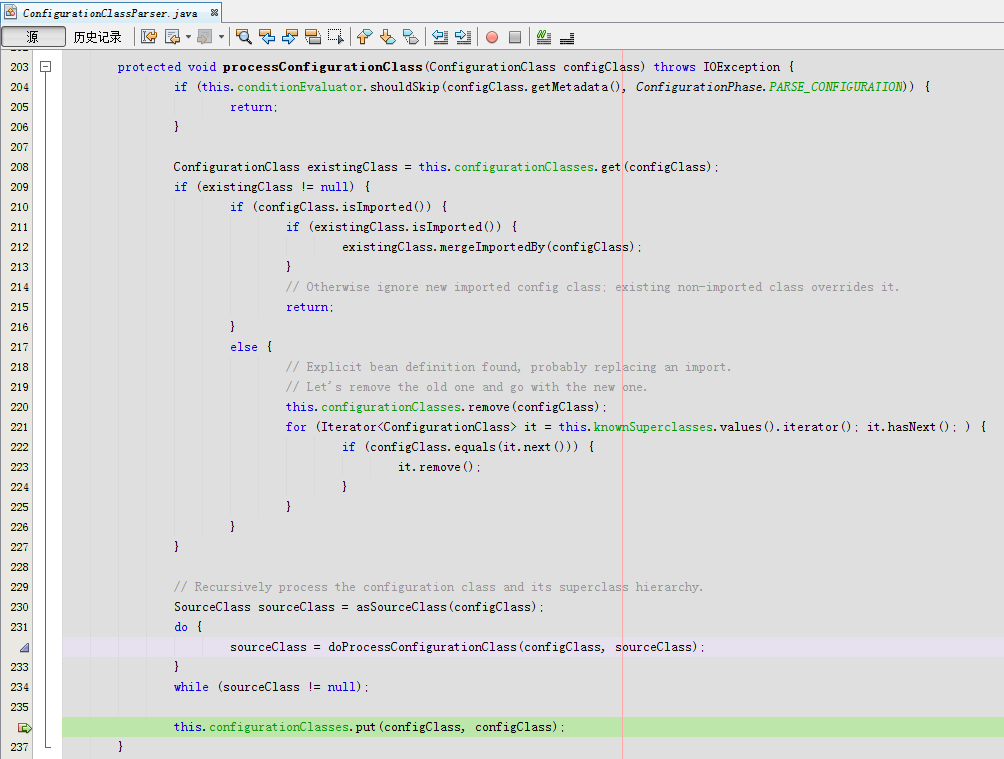 ConfigurationClassParser.java
源 历史记录
203 protected void processConfigurationClass(ConfigurationClass configClass) throws IOException {
204 if (this.conditionEvaluator.shouldSkip(configClass.getMetadata(), ConfigurationPhase.PARSE_CONFIGURATION)) {
205 return;
206 }
207
208 ConfigurationClass existingClass = this.configurationClasses.get(configClass);
209 if (existingClass != null) {
210 if (configClass.isImported()) {
211 if (existingClass.isImported()) {
212 existingClass.mergeImportedBy(configClass);
213 }
214 // Otherwise ignore new imported config class; existing non-imported class overrides it.
215 return;
216 }
217 else {
218 // Explicit bean definition found, probably replacing an import.
219 // Let's remove the old one and go with the new one.
220 this.configurationClasses.remove(configClass);
221 for (Iterator<ConfigurationClass> it = this.knownSuperclasses.values().iterator(); it.hasNext(); ) {
222 if (configClass.equals(it.next())) {
223 it.remove();
224 }
225 }
226 }
227 }
228
229 // Recursively process the configuration class and its superclass hierarchy.
230 SourceClass sourceClass = asSourceClass(configClass);
231 do {
sourceClass = doProcessConfigurationClass(configClass, sourceClass);
233 }
234 while (sourceClass != null);
235
this.configurationClasses.put(configClass, configClass);
237 }